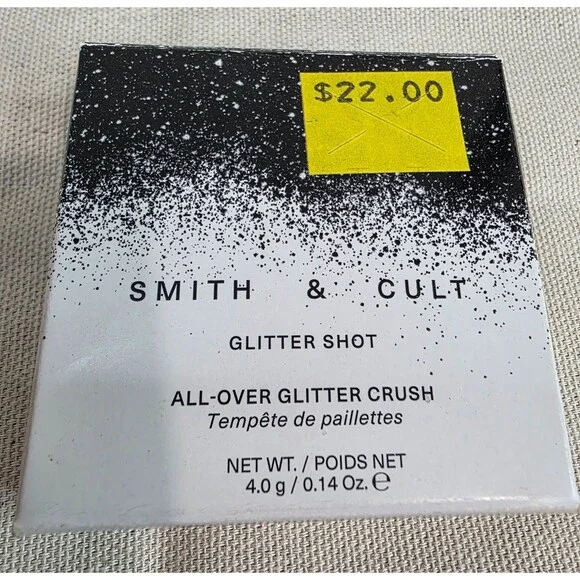 $22.00
SMITH & CULT
GLITTER SHOT
ALL-OVER GLITTER CRUSH
Tempête de paillettes
NET WT. / POIDS NET
4.0 g / 0.14 Oz. ℮